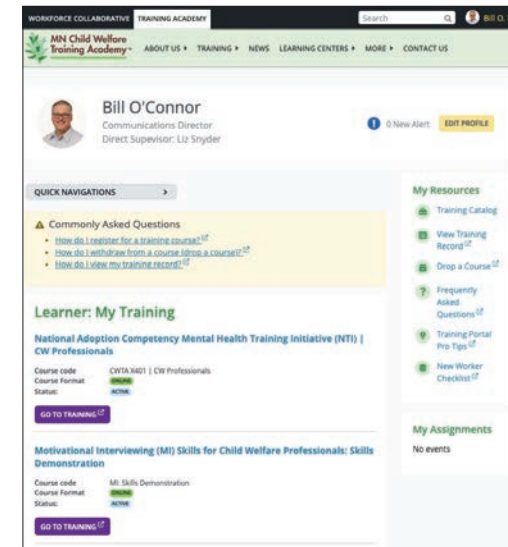 WORKFORCE COLLABORATIVE TRAINING ACADEMY Search Bill O.
MN Child Welfare
Training Academy
ABOUT US TRAINING NEWS LEARNING CENTERS MORE CONTACT US
Bill O'Connor
Communications Director
Direct Supevisor: Liz Snyder
0 New Alert EDIT PROFILE
QUICK NAVIGATIONS >
Commonly Asked Questions
How do I register for a training course?
How do I withdraw from a course (drop a course)?
How do I view my training record?
Learner: My Training
National Adoption Competency Mental Health Training Initiative (NTI) |
CW Professionals
Course code CWTA X401 | CW Professionals
Course Format ONLINE
Status: ACTIVE
GO TO TRAINING
Motivational Interviewing (MI) Skills for Child Welfare Professionals: Skills
Demonstration
Course code MI: Skills Demonstration
Course Format ONLINE
Status: ACTIVE
GO TO TRAINING
My Resources
Training Catalog
View Training
Record
Drop a Course
Frequently
Asked
Questions
Training Portal
Pro Tips
New Worker
Checklist
My Assignments
No events